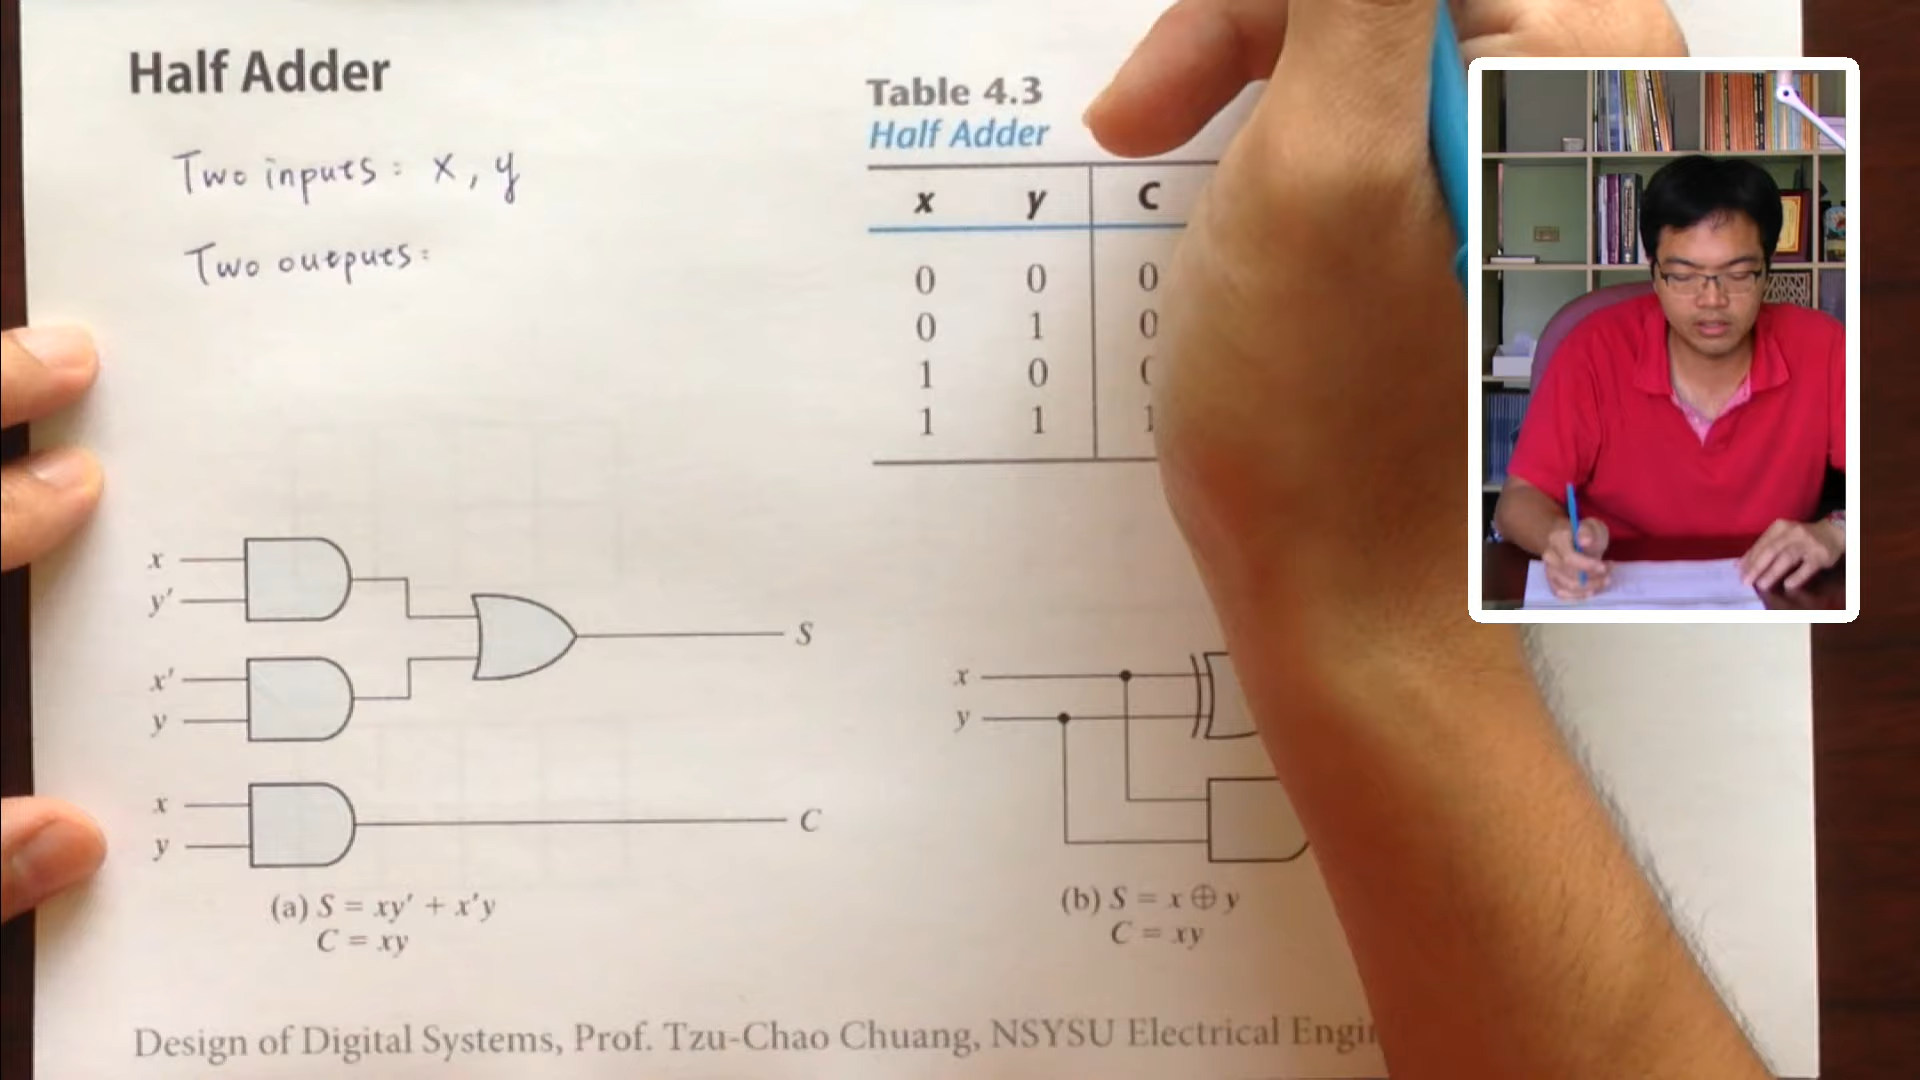 Half Adder
Two inputs: x, y
Two outputs:
Table 4.3
Half Adder
x y C
0 0 0
0 1 0
1 0
1 1 1
x
y'
S
x'
y
x
y
C
(a) S = xy' + x'y
C = xy
x
y
(b) S = x ⊕ y
C = xy
Design of Digital Systems, Prof. Tzu-Chao Chuang, NSYSU Electrical